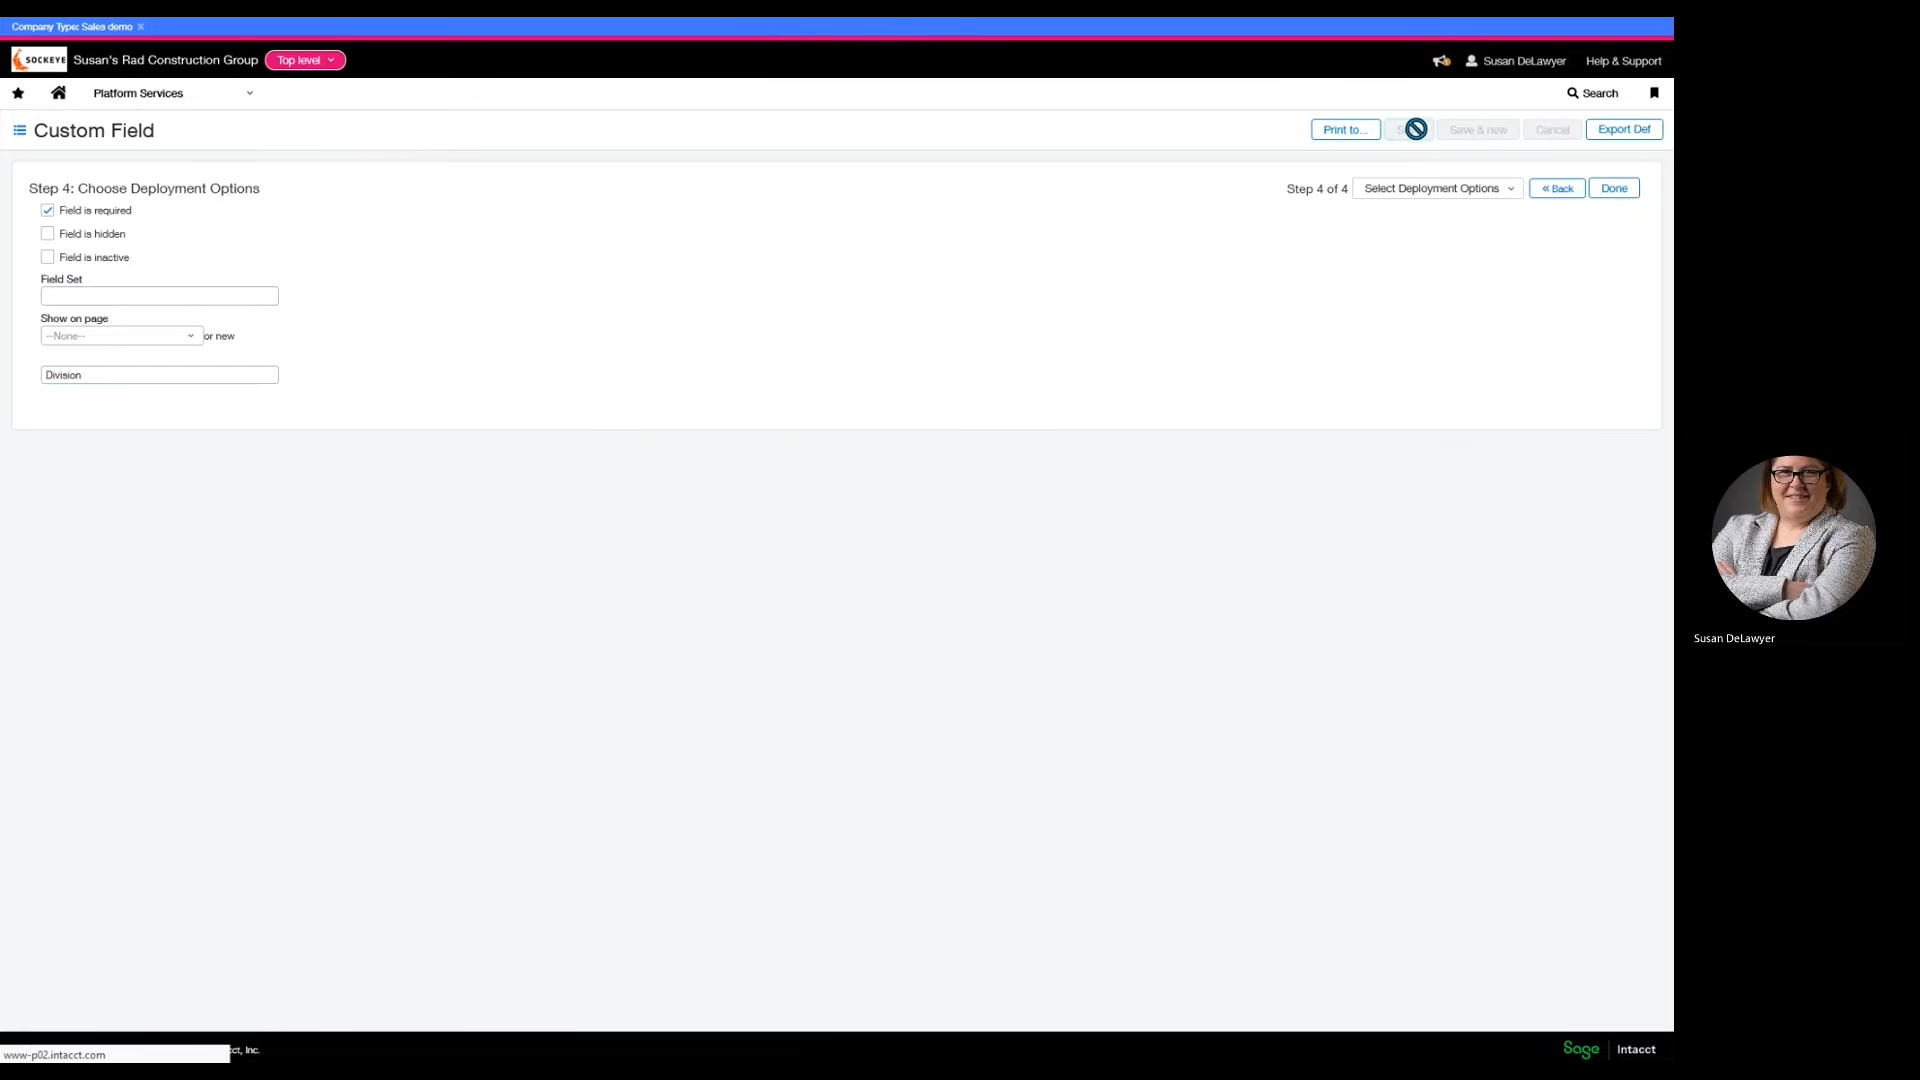 Company Type: Sales demo
SOCKEYE Susan's Rad Construction Group Top level Susan DeLawyer Help & Support
Platform Services Search
Custom Field Print to... Save & new Cancel Export Def
Step 4: Choose Deployment Options Step 4 of 4 Select Deployment Options « Back Done
Field is required
Field is hidden
Field is inactive
Field Set
Show on page
--None-- or new
Division
Susan DeLawyer
www-p02.intacct.com cct, Inc. Sage Intacct